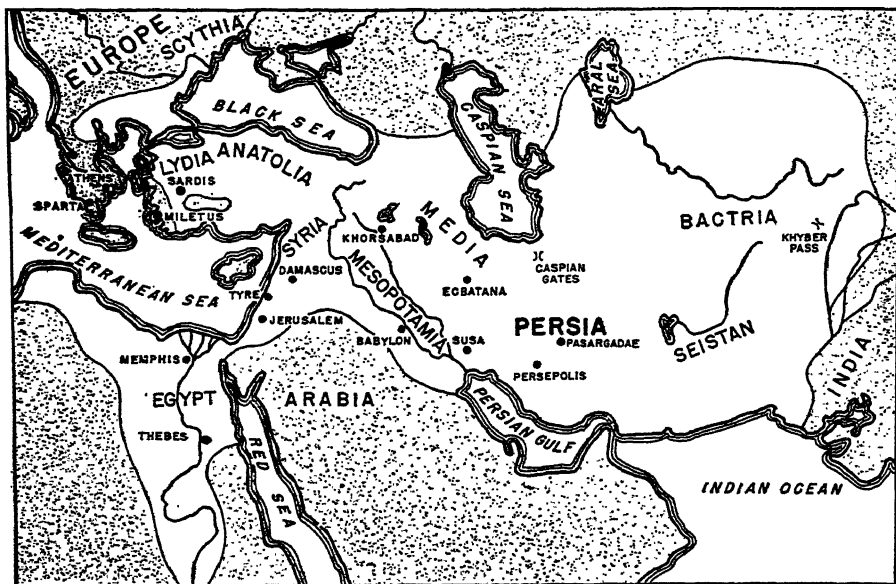 EUROPE
SCYTHIA
BLACK SEA
CASPIAN SEA
ARAL SEA
LYDIA
ANATOLIA
SARDIS
MILETUS
SPARTA
MEDITERRANEAN SEA
SYRIA
KHORSABAD
MEDIA
CASPIAN GATES
BACTRIA
KHYBER PASS
DAMASCUS
TYRE
JERUSALEM
MESOPOTAMIA
EGBATANA
BABYLON
SUSA
PERSIA
PASARGADAE
PERSEPOLIS
SEISTAN
INDIA
MEMPHIS
EGYPT
THEBES
RED SEA
ARABIA
PERSIAN GULF
INDIAN OCEAN